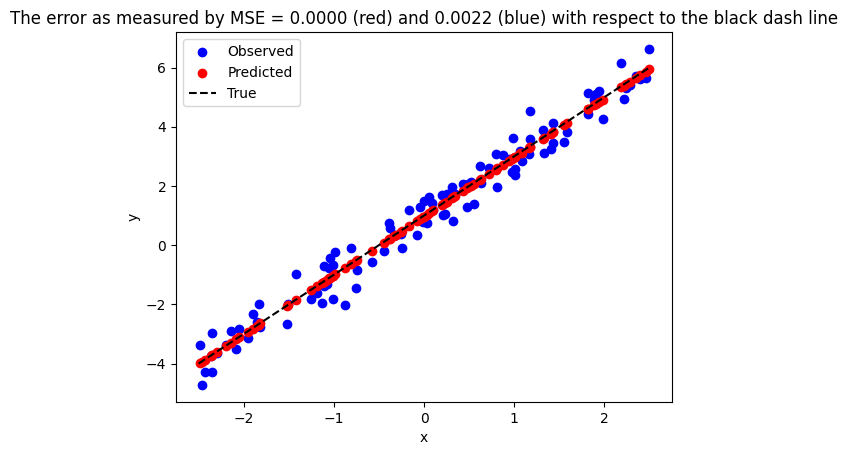 The error as measured by MSE = 0.0000 (red) and 0.0022 (blue) with respect to the black dash line
Observed
Predicted
True
y
6
4
2
0
−2
−4
−2
−1
0
1
2
x